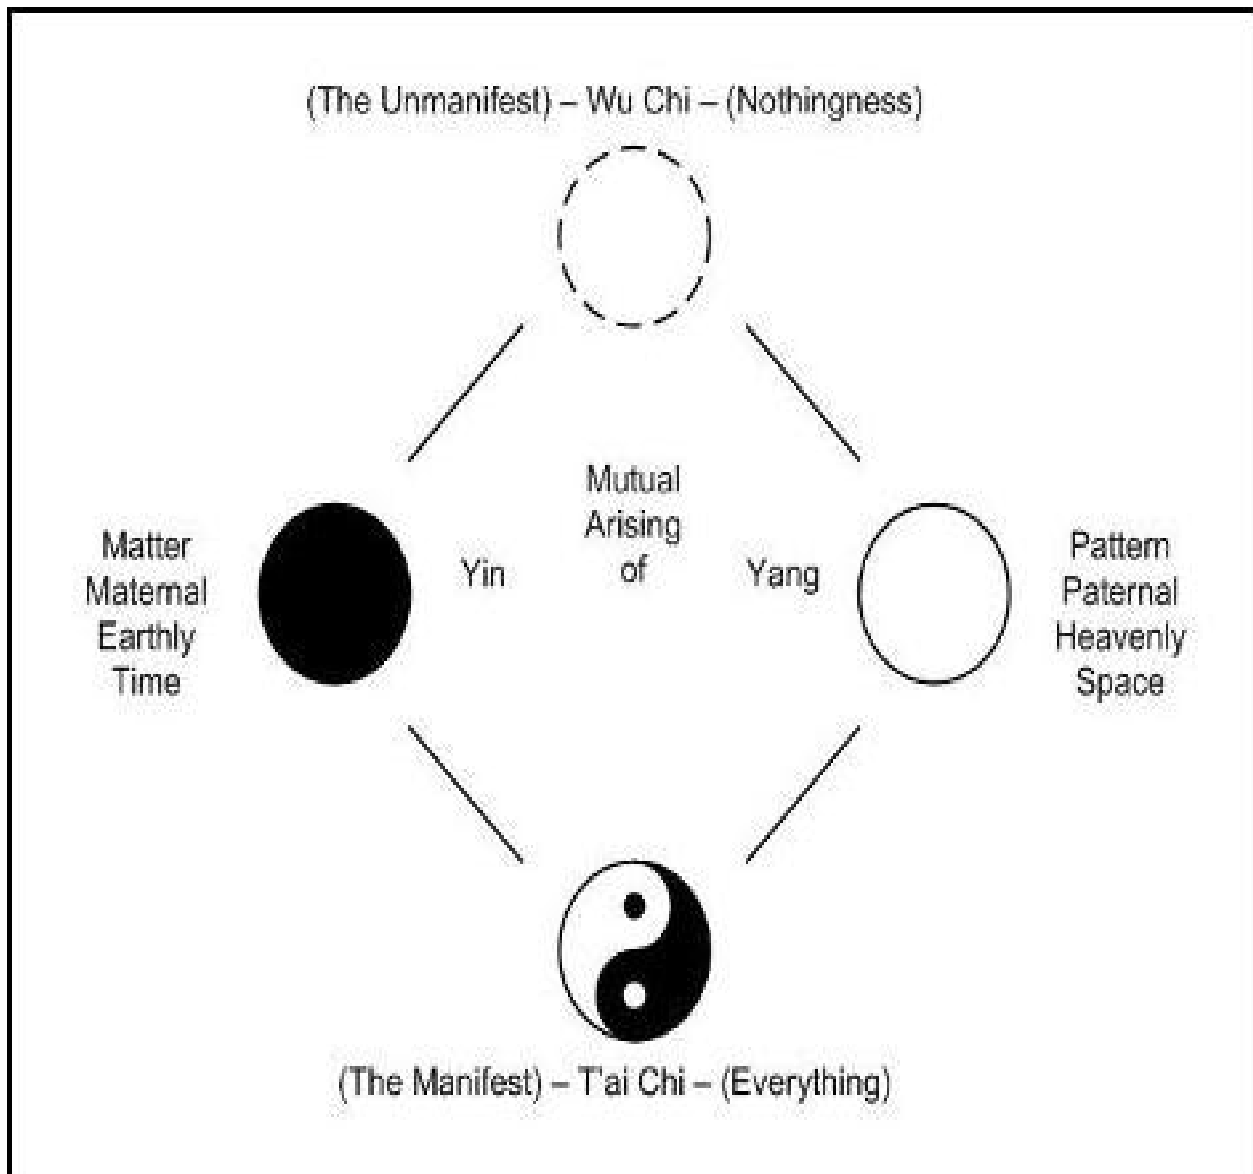 (The Unmanifest) – Wu Chi – (Nothingness)
Mutual
Arising
of
Matter
Maternal
Earthly
Time
Yin
Yang
Pattern
Paternal
Heavenly
Space
(The Manifest) – T'ai Chi – (Everything)